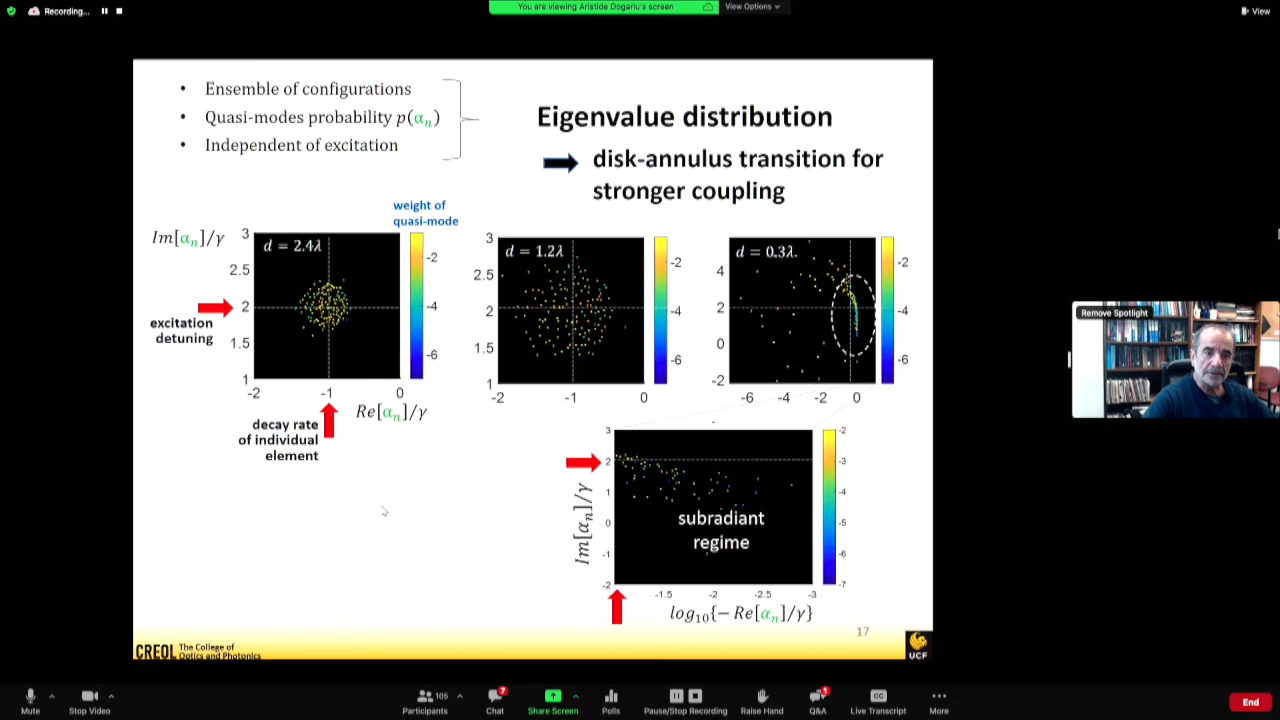 Recording...
You are viewing Aristide Dogariu's screen
View Options
View
• Ensemble of configurations
• Quasi-modes probability p(αn)
• Independent of excitation
Eigenvalue distribution
disk-annulus transition for
stronger coupling
weight of
quasi-mode
Im[αn]/γ
d = 2.4λ
3
2.5
2
1.5
1
-2
-1
0
-2
-4
-6
excitation
detuning
Re[αn]/γ
decay rate
of individual
element
d = 1.2λ
3
2.5
2
1.5
1
-2
-1
0
-2
-4
-6
d = 0.3λ.
4
2
0
-2
-6
-4
-2
0
-2
-4
-6
Im[αn]/γ
3
2
1
0
-1
-2
subradiant
regime
-1.5
-2
-2.5
-3
-2
-3
-4
-5
-6
-7
log10{− Re[αn]/γ}
17
CREOL The College of
Optics and Photonics
UCF
Remove Spotlight
Mute
Stop Video
105
Participants
7
Chat
Share Screen
Polls
Pause/Stop Recording
Raise Hand
1
Q&A
CC
Live Transcript
More
End